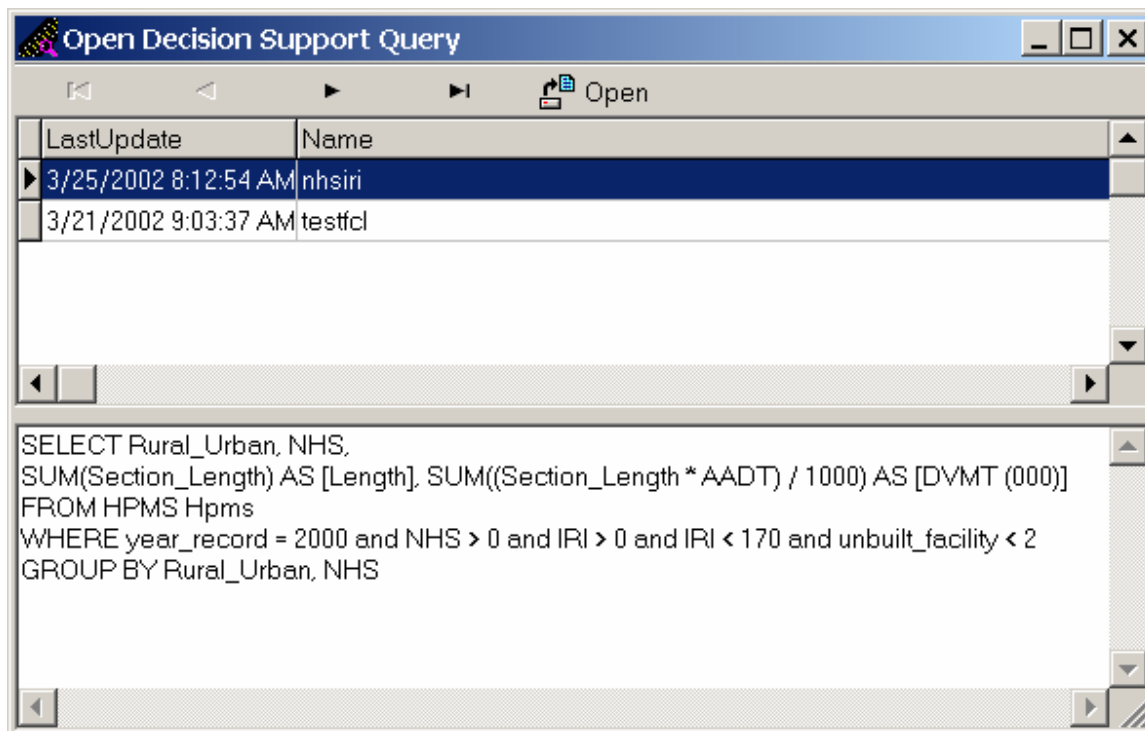 Open Decision Support Query
Open
LastUpdate Name
3/25/2002 8:12:54 AM nhsiri
3/21/2002 9:03:37 AM testfcl
SELECT Rural_Urban, NHS,
SUM(Section_Length) AS [Length], SUM((Section_Length * AADT) / 1000) AS [DVMT (000)]
FROM HPMS Hpms
WHERE year_record = 2000 and NHS > 0 and IRI > 0 and IRI < 170 and unbuilt_facility < 2
GROUP BY Rural_Urban, NHS